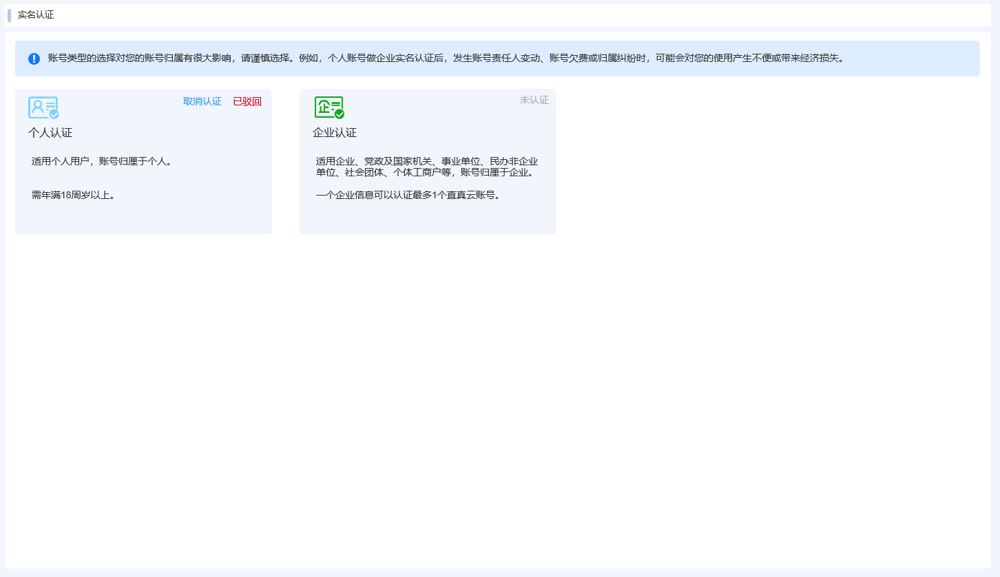 实名认证
账号类型的选择对您的账号归属有很大影响，请谨慎选择。例如，个人账号做企业实名认证后，发生账号责任人变动、账号欠费或归属纠纷时，可能会对您的使用产生不便或带来经济损失。
取消认证 已驳回
个人认证
适用个人用户，账号归厘于个人。
需年满18周岁以上。
未认证
企业认证
适用企业、党政及国家机关、事业单位、民办非企业
单位、社会团体、个体工商户等，账号归厘于企业。
一个企业信息可以认证最多1个直真云账号。